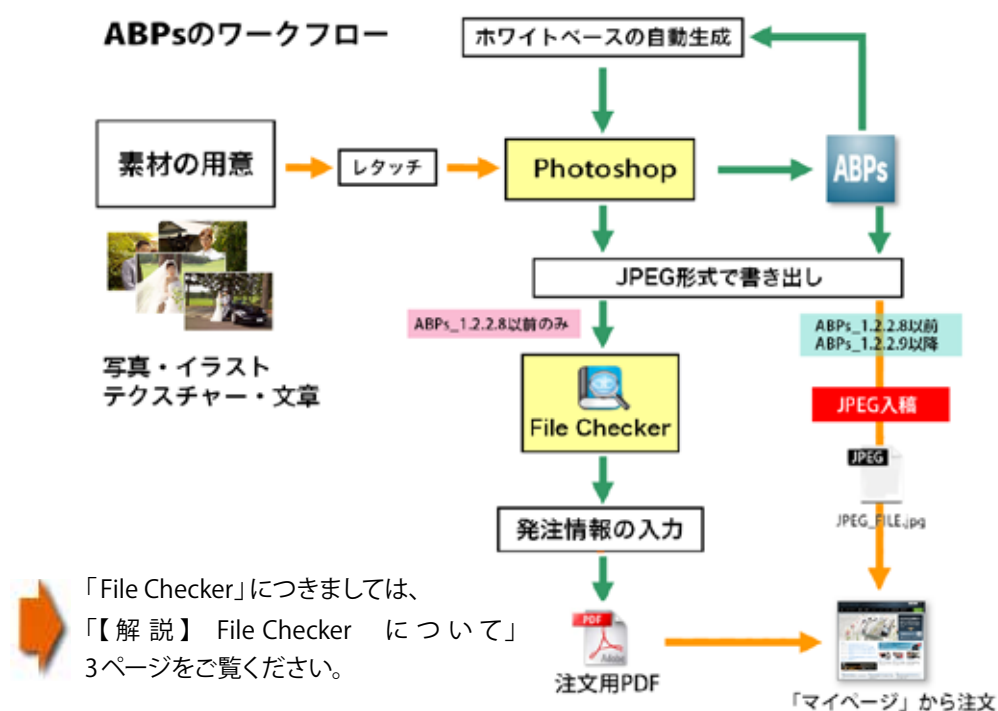 ABPsのワークフロー
ホワイトベースの自動生成
素材の用意
レタッチ
Photoshop
ABPs
JPEG形式で書き出し
ABPs_1.2.2.8以前のみ
ABPs_1.2.2.8以前
ABPs_1.2.2.9以降
写真・イラスト
テクスチャー・文章
File Checker
JPEG入稿
JPEG
JPEG_FILE.jpg
発注情報の入力
「File Checker」につきましては、
「【解説】 File Checker について」
3ページをご覧ください。
PDF
Adobe
注文用PDF
「マイページ」から注文